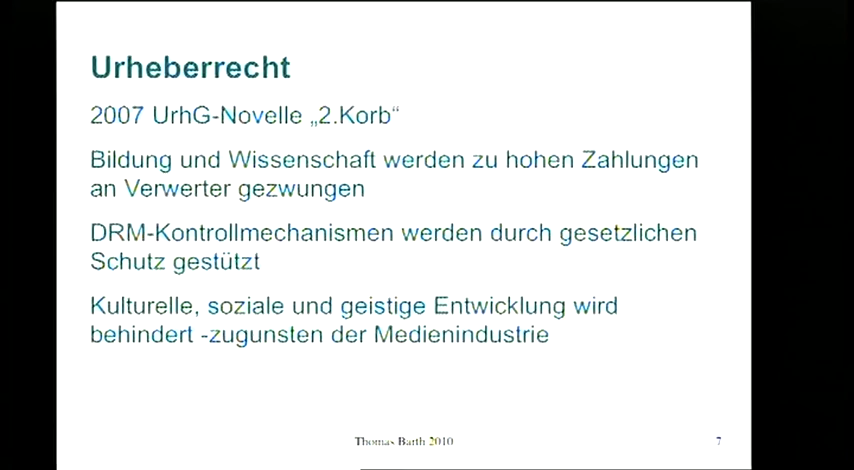 Urheberrecht
2007 UrhG-Novelle „2.Korb“
Bildung und Wissenschaft werden zu hohen Zahlungen
an Verwerter gezwungen
DRM-Kontrollmechanismen werden durch gesetzlichen
Schutz gestützt
Kulturelle, soziale und geistige Entwicklung wird
behindert -zugunsten der Medienindustrie
Thomas Barth 2010
7